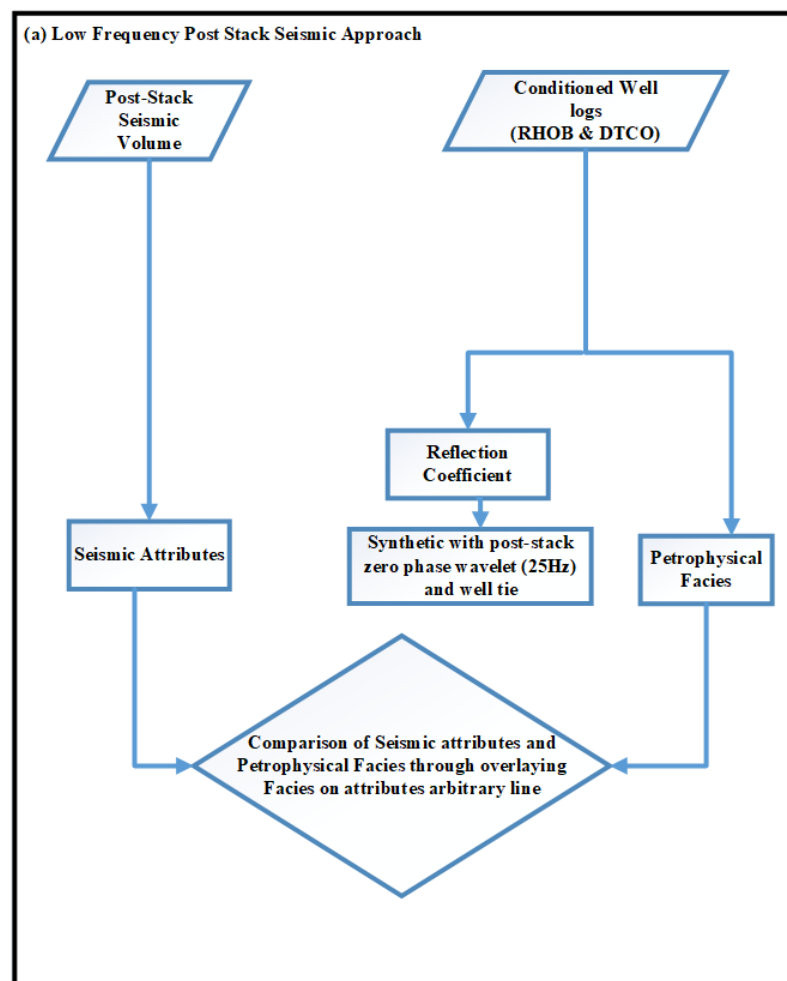 (a) Low Frequency Post Stack Seismic Approach
Post-Stack
Seismic
Volume
Conditioned Well
logs
(RHOB & DTCO)
Reflection
Coefficient
Seismic Attributes
Synthetic with post-stack
zero phase wavelet (25Hz)
and well tie
Petrophysical
Facies
Comparison of Seismic attributes and
Petrophysical Facies through overlaying
Facies on attributes arbitrary line